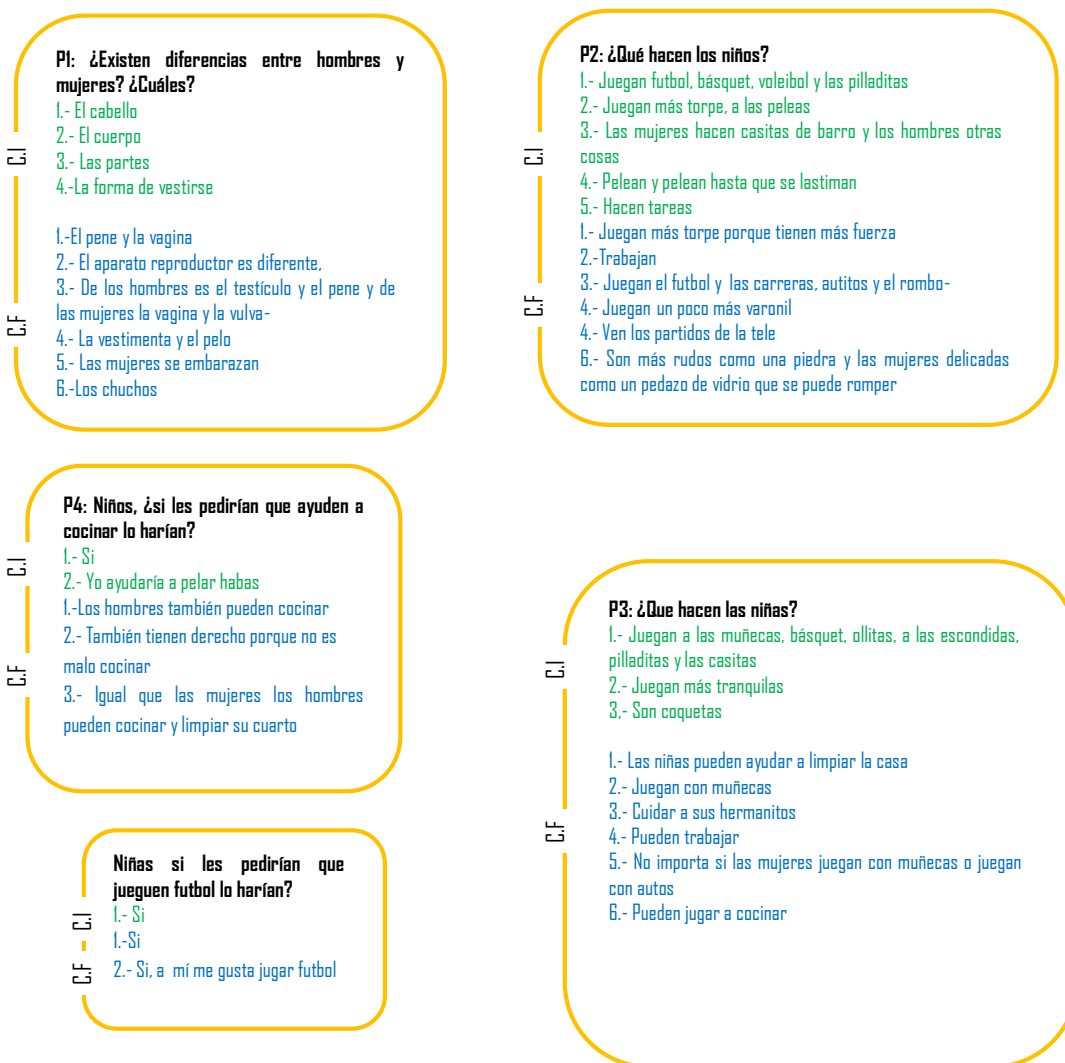 P1: ¿Existen diferencias entre hombres y
mujeres? ¿Cuáles?
1.- El cabello
2.- El cuerpo
3.- Las partes
4.-La forma de vestirse
1.-El pene y la vagina
2.- El aparato reproductor es diferente,
3.- De los hombres es el testículo y el pene y de
las mujeres la vagina y la vulva-
4.- La vestimenta y el pelo
5.- Las mujeres se embarazan
6.-Los chuchos
C.I
C.F
P2: ¿Qué hacen los niños?
1.- Juegan futbol, básquet, voleibol y las pilladitas
2.- Juegan más torpe, a las peleas
3.- Las mujeres hacen casitas de barro y los hombres otras
cosas
4.- Pelean y pelean hasta que se lastiman
5.- Hacen tareas
1.- Juegan más torpe porque tienen más fuerza
2.-Trabajan
3.- Juegan el futbol y las carreras, autitos y el rombo-
4.- Juegan un poco más varonil
4.- Ven los partidos de la tele
6.- Son más rudos como una piedra y las mujeres delicadas
como un pedazo de vidrio que se puede romper
C.I
C.F
P4: Niños, ¿si les pedirían que ayuden a
cocinar lo harían?
1.- Si
2.- Yo ayudaría a pelar habas
1.-Los hombres también pueden cocinar
2.- También tienen derecho porque no es
malo cocinar
3.- Igual que las mujeres los hombres
pueden cocinar y limpiar su cuarto
C.I
C.F
P3: ¿Que hacen las niñas?
1.- Juegan a las muñecas, básquet, ollitas, a las escondidas,
pilladitas y las casitas
2.- Juegan más tranquilas
3,- Son coquetas
1.- Las niñas pueden ayudar a limpiar la casa
2.- Juegan con muñecas
3.- Cuidar a sus hermanitos
4.- Pueden trabajar
5.- No importa si las mujeres juegan con muñecas o juegan
con autos
6.- Pueden jugar a cocinar
C.I
C.F
Niñas si les pedirían que
jueguen futbol lo harían?
1.- Si
1.-Si
2.- Si, a mí me gusta jugar futbol
C.I
C.F